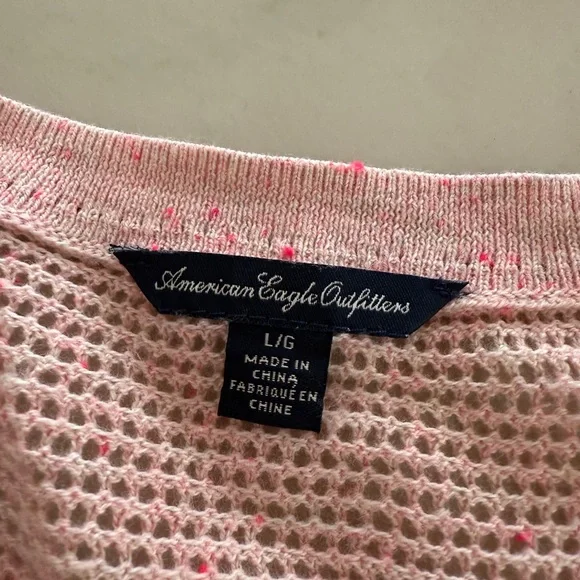 American Eagle Outfitters
L/G
MADE IN
CHINA
FABRIQUÉ EN
CHINE